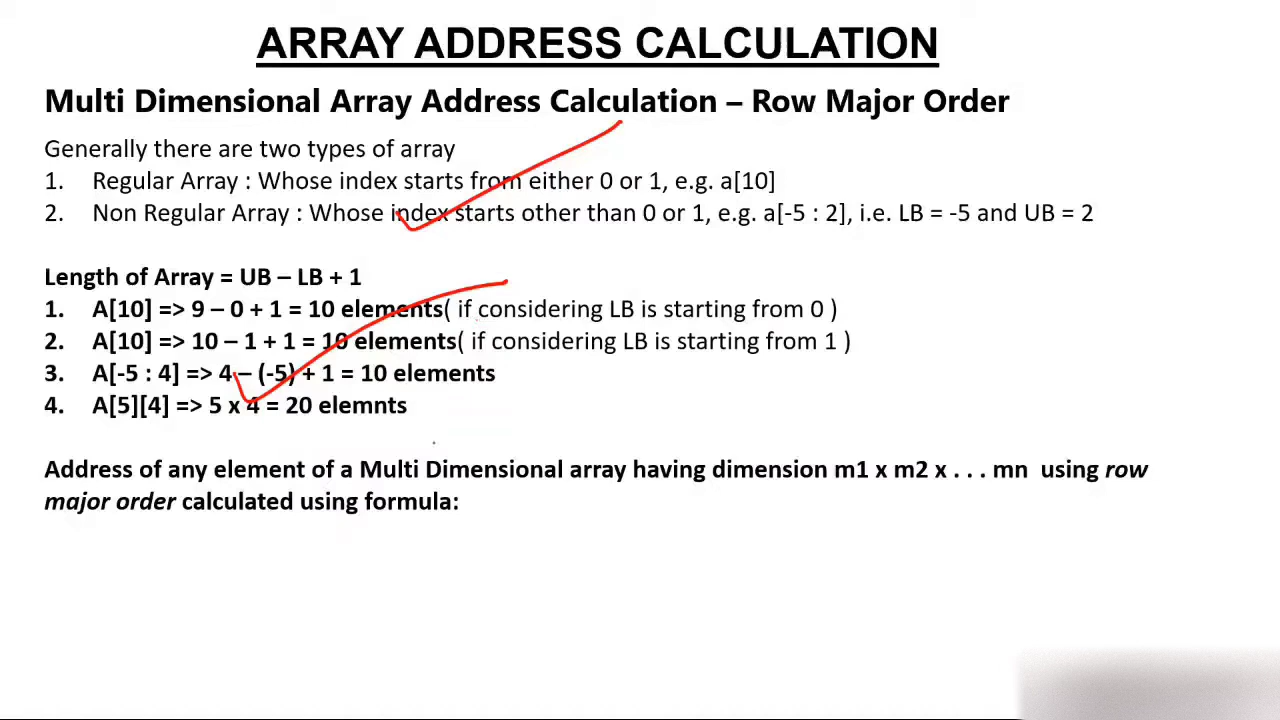 ARRAY ADDRESS CALCULATION
Multi Dimensional Array Address Calculation – Row Major Order
Generally there are two types of array
1. Regular Array : Whose index starts from either 0 or 1, e.g. a[10]
2. Non Regular Array : Whose index starts other than 0 or 1, e.g. a[-5 : 2], i.e. LB = -5 and UB = 2
Length of Array = UB – LB + 1
1. A[10] => 9 – 0 + 1 = 10 elements( if considering LB is starting from 0 )
2. A[10] => 10 – 1 + 1 = 10 elements( if considering LB is starting from 1 )
3. A[-5 : 4] => 4 – (-5) + 1 = 10 elements
4. A[5][4] => 5 x 4 = 20 elemnts
Address of any element of a Multi Dimensional array having dimension m1 x m2 x . . . mn using row
major order calculated using formula: